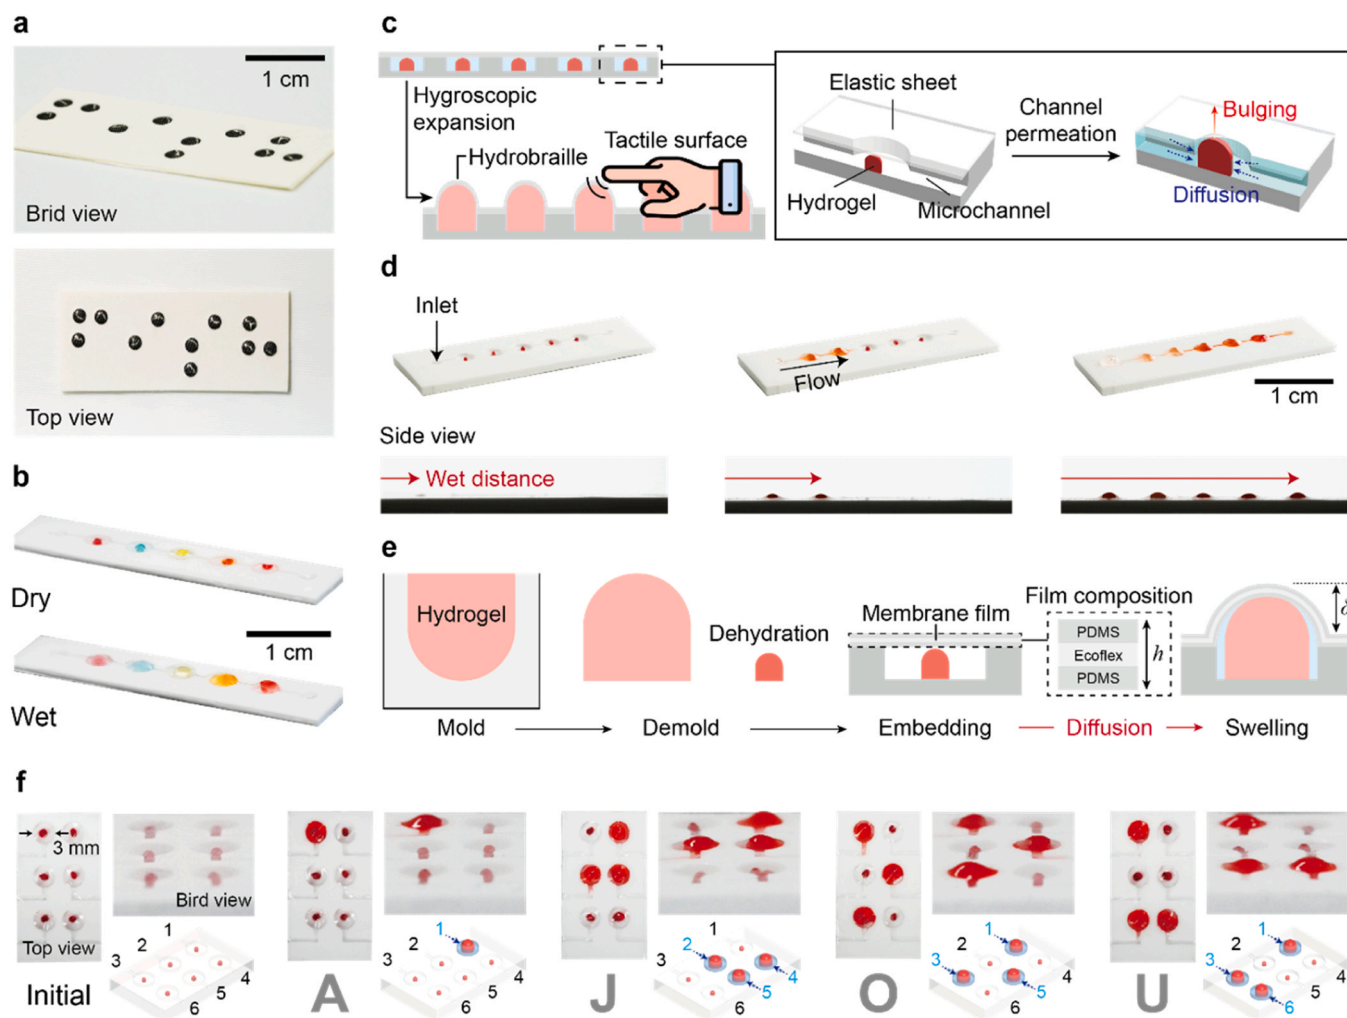 a
1 cm
Brid view
Top view
b
Dry
1 cm
Wet
c
Hygroscopic
expansion
Hydrobraille
Tactile surface
Elastic sheet
Hydrogel
Microchannel
Channel
permeation
Bulging
Diffusion
d
Inlet
Flow
1 cm
Side view
Wet distance
e
Hydrogel
Dehydration
Membrane film
Film composition
PDMS
Ecoflex
PDMS
h
δ
Mold
Demold
Embedding
Diffusion
Swelling
f
3 mm
Top view
Bird view
1
2
3
4
5
6
Initial
1
2
3
4
5
6
A
1
2
3
4
5
6
J
1
2
3
4
5
6
O
1
2
3
4
5
6
U